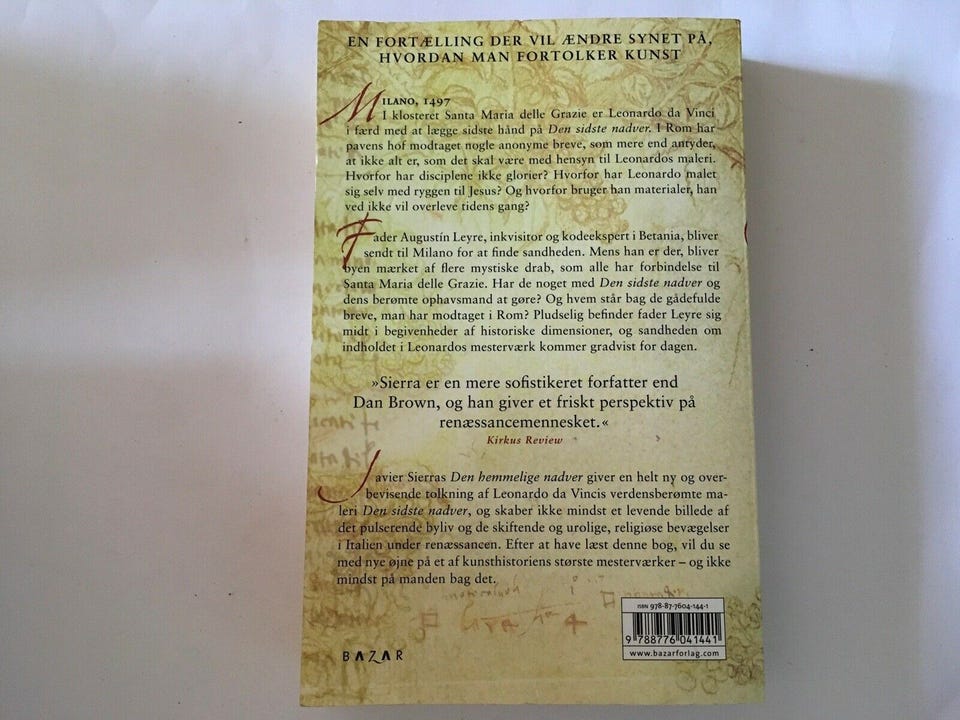 EN FORTÆLLING DER VIL ÆNDRE SYNET PÅ,
HVORDAN MAN FORTOLKER KUNST
MILANO, 1497
I klosteret Santa Maria delle Grazie er Leonardo da Vinci
i færd med at lægge sidste hånd på Den sidste nadver. I Rom har
pavens hof modtaget nogle anonyme breve, som mere end antyder,
at ikke alt er, som det skal være med hensyn til Leonardos maleri.
Hvorfor har disciplene ikke glorier? Hvorfor har Leonardo malet
sig selv med ryggen til Jesus? Og hvorfor bruger han materialer, han
ved ikke vil overleve tidens gang?
Fader Augustín Leyre, inkvisitor og kodeekspert i Betania, bliver
sendt til Milano for at finde sandheden. Mens han er der, bliver
byen mærket af flere mystiske drab, som alle har forbindelse til
Santa Maria delle Grazie. Har de noget med Den sidste nadver og
dens berømte ophavsmand at gøre? Og hvem står bag de gådefulde
breve, man har modtaget i Rom? Pludselig befinder fader Leyre sig
midt i begivenheder af historiske dimensioner, og sandheden om
indholdet i Leonardos mesterværk kommer gradvist for dagen.
»Sierra er en mere sofistikeret forfatter end
Dan Brown, og han giver et friskt perspektiv på
renæssancemennesket.«
Kirkus Review
Javier Sierras Den hemmelige nadver giver en helt ny og over-
bevisende tolkning af Leonardo da Vincis verdensberømte ma-
leri Den sidste nadver, og skaber ikke mindst et levende billede af
det pulserende byliv og de skiftende og urolige, religiøse bevægelser
i Italien under renæssancen. Efter at have læst denne bog, vil du se
med nye øjne på et af kunsthistoriens største mesterværker – og ikke
mindst på manden bag det.
ISBN 978-87-7604-144-1
9 788776 041441
www.bazarforlag.com
BAZAR